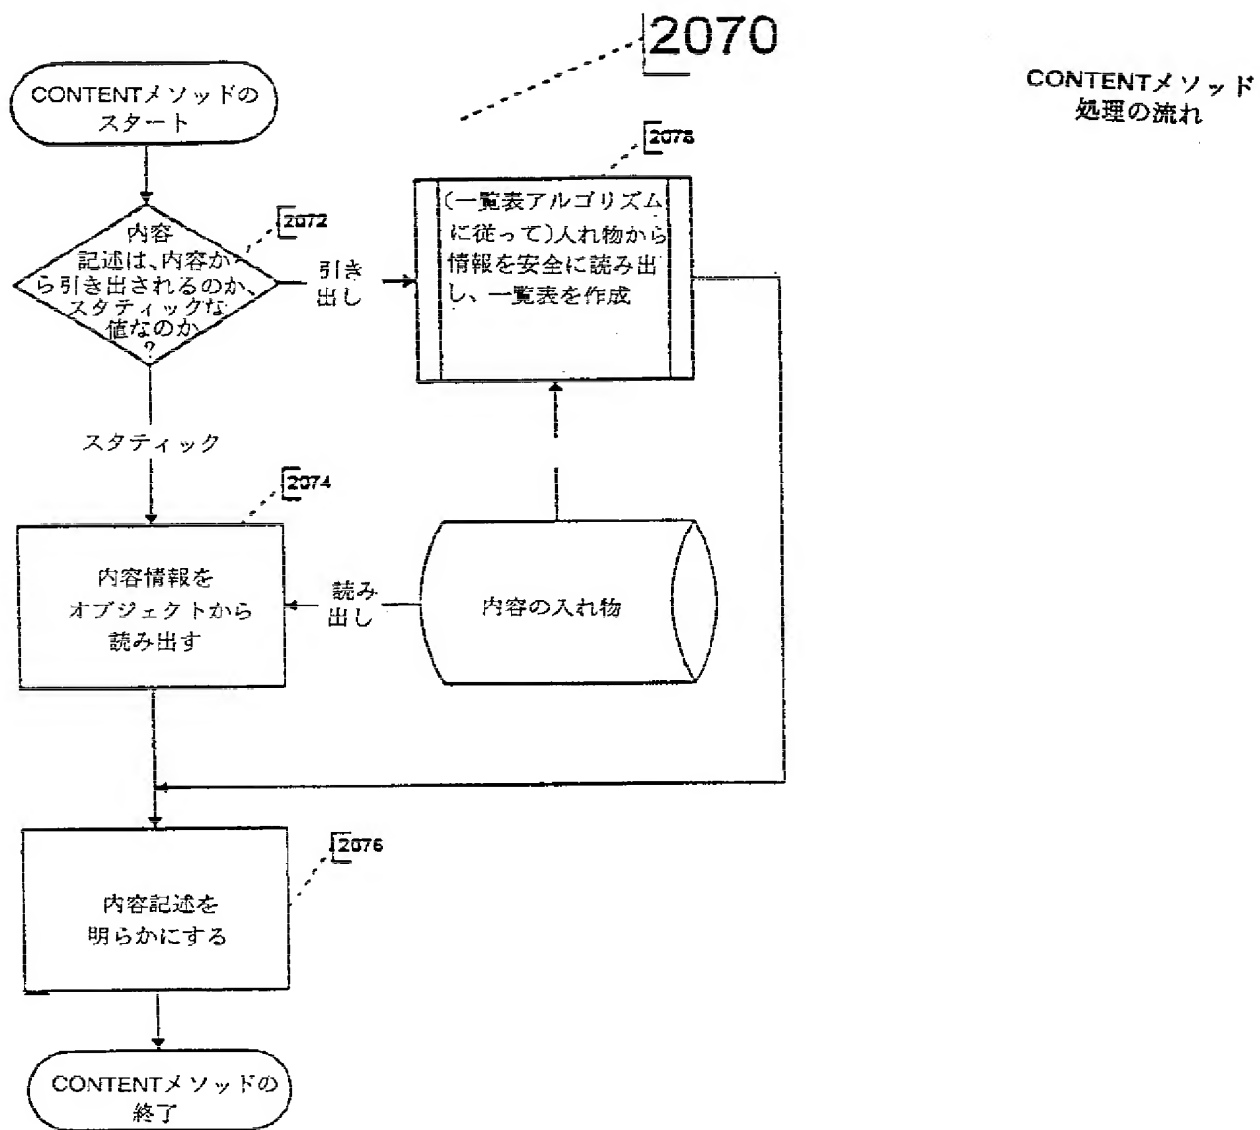 2070
CONTENTメソッド
処理の流れ
CONTENTメソッドの
スタート
2078
2072
内容
記述は、内容か
ら引き出されるのか、
スタティックな
値なのか
?
引き
出し
(一覧表アルゴリズム
に従って)入れ物から
情報を安全に読み出
し、一覧表を作成
スタティック
2074
内容情報を
オブジェクトから
読み出す
読み
出し
内容の入れ物
2076
内容記述を
明らかにする
CONTENTメソッドの
終了